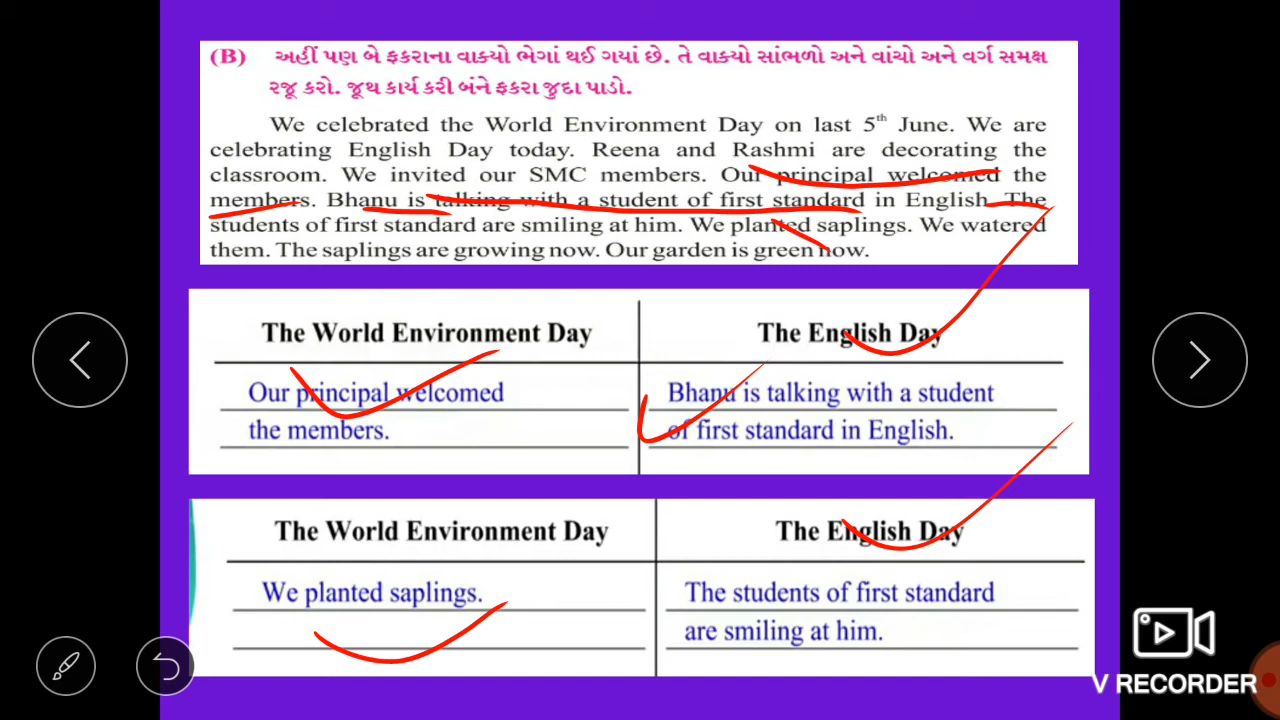 (B) અહીં પણ બે ફકરાના વાક્યો ભેગાં થઈ ગયાં છે. તે વાક્યો સાંભળો અને વાંચો અને વર્ગ સમક્ષ
રજૂ કરો. જૂથ કાર્ય કરી બંને ફકરા જુદા પાડો.
We celebrated the World Environment Day on last 5th June. We are
celebrating English Day today. Reena and Rashmi are decorating the
classroom. We invited our SMC members. Our principal welcomed the
members. Bhanu is talking with a student of first standard in English. The
students of first standard are smiling at him. We planted saplings. We watered
them. The saplings are growing now. Our garden is green now.
The World Environment Day The English Day
Our principal welcomed Bhanu is talking with a student
the members. of first standard in English.
The World Environment Day The English Day
We planted saplings. The students of first standard
are smiling at him.
V RECORDER